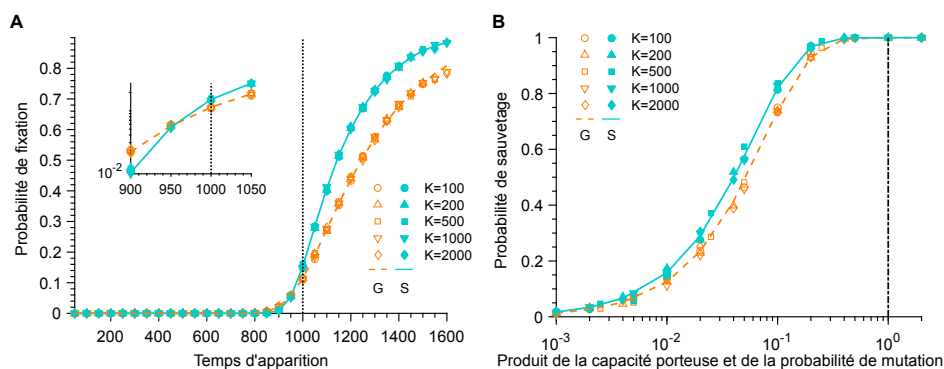 A
Probabilité de fixation
0.8
0.7
0.6
0.5
0.4
0.3
0.2
0.1
0
200 400 600 800 1000 1200 1400 1600
Temps d'apparition
10-2
900 950 1000 1050
K=100
K=200
K=500
K=1000
K=2000
G S
B
Probabilité de sauvetage
1
0.8
0.6
0.4
0.2
0
10-3 10-2 10-1 100
Produit de la capacité porteuse et de la probabilité de mutation
K=100
K=200
K=500
K=1000
K=2000
G S